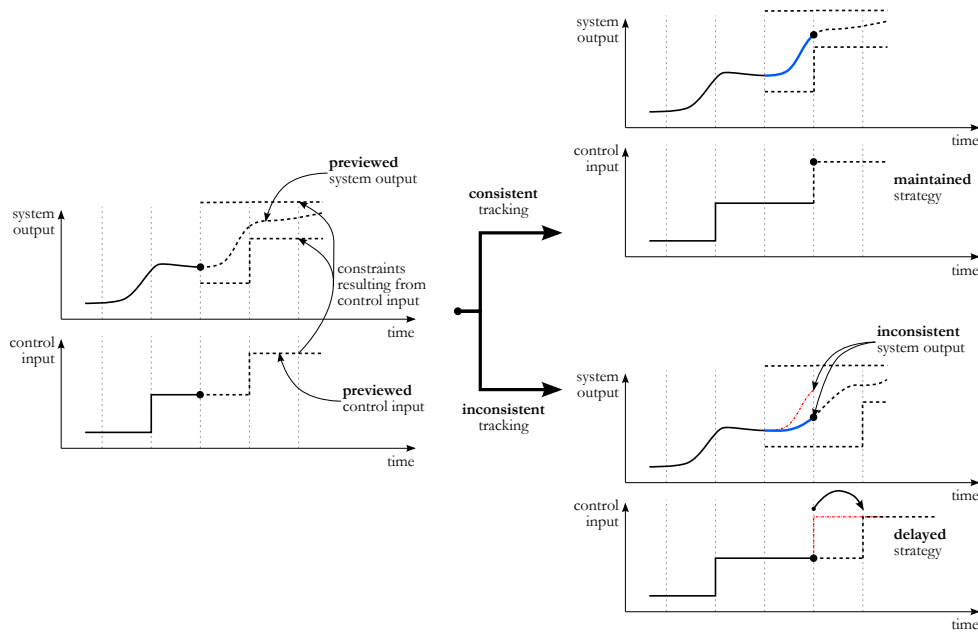 previewed
system output
system
output
constraints
resulting from
control input
time
control
input
previewed
control input
time
consistent
tracking
inconsistent
tracking
system
output
time
control
input
maintained
strategy
time
inconsistent
system output
system
output
time
control
input
delayed
strategy
time